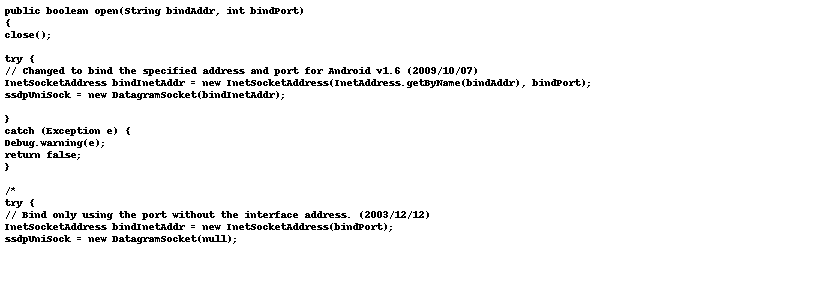 public boolean open(String bindAddr, int bindPort)
{
close();

try {
// Changed to bind the specified address and port for Android v1.6 (2009/10/07)
InetSocketAddress bindInetAddr = new InetSocketAddress(InetAddress.getByName(bindAddr), bindPort);
ssdpUniSock = new DatagramSocket(bindInetAddr);

}
catch (Exception e) {
Debug.warning(e);
return false;
}

/*
try {
// Bind only using the port without the interface address. (2003/12/12)
InetSocketAddress bindInetAddr = new InetSocketAddress(bindPort);
ssdpUniSock = new DatagramSocket(null);